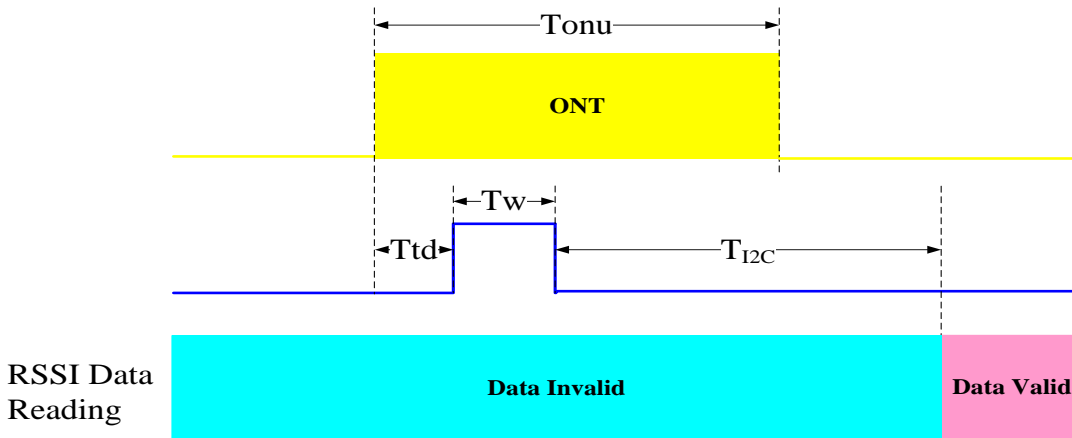 Tonu
ONT
Tw
Ttd
TI2C
RSSI Data
Reading
Data Invalid
Data Valid